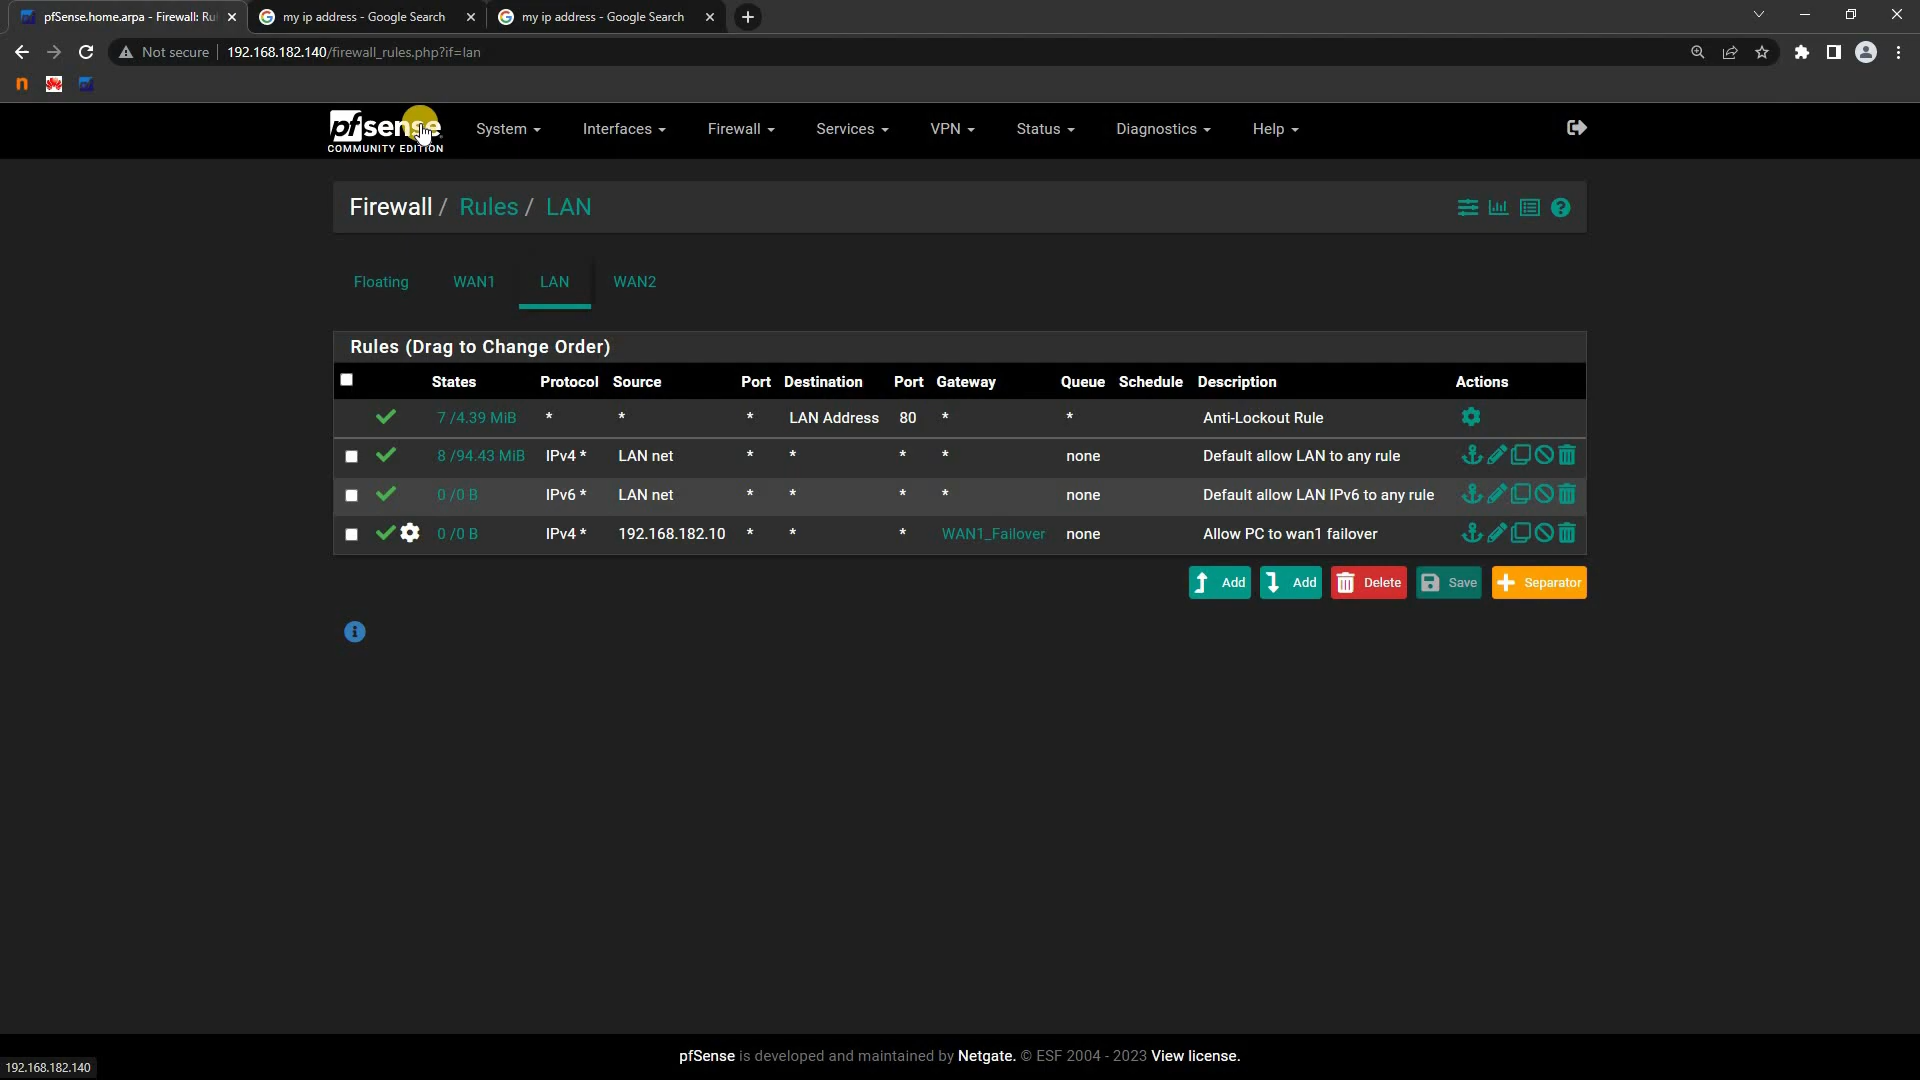 pfSense.home.arpa - Firewall: Ru
my ip address - Google Search
my ip address - Google Search
Not secure
192.168.182.140/firewall_rules.php?if=lan
pfsense
COMMUNITY EDITION
System
Interfaces
Firewall
Services
VPN
Status
Diagnostics
Help
Firewall / Rules / LAN
Floating
WAN1
LAN
WAN2
Rules (Drag to Change Order)
States Protocol Source Port Destination Port Gateway Queue Schedule Description Actions
7 /4.39 MiB * * * LAN Address 80 * * Anti-Lockout Rule
8 /94.43 MiB IPv4 * LAN net * * * * none Default allow LAN to any rule
0 /0 B IPv6 * LAN net * * * * none Default allow LAN IPv6 to any rule
0 /0 B IPv4 * 192.168.182.10 * * * WAN1_Failover none Allow PC to wan1 failover
Add
Add
Delete
Save
Separator
pfSense is developed and maintained by Netgate. © ESF 2004 - 2023 View license.
192.168.182.140